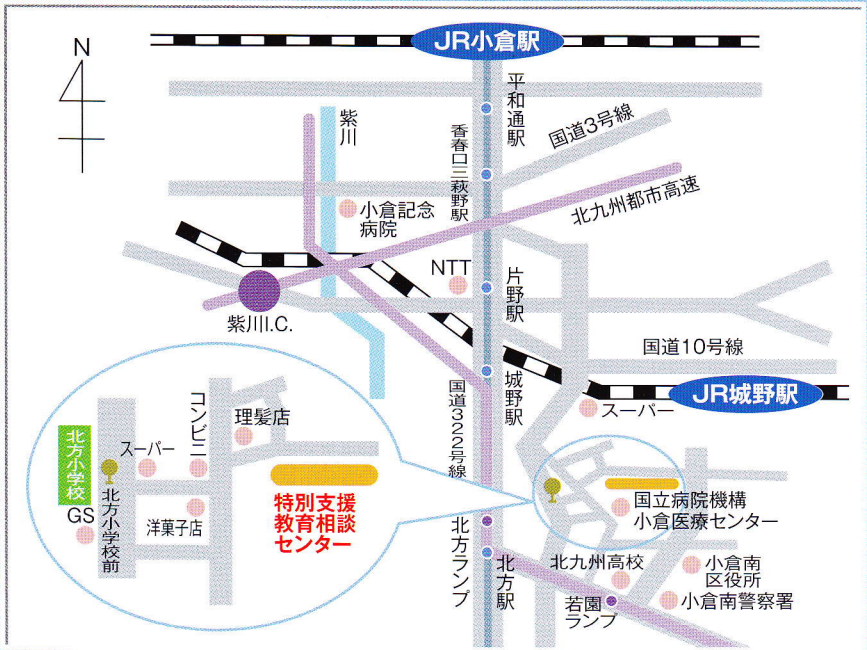 N
JR小倉駅
平和通駅
紫川
香春口三萩野駅
国道3号線
小倉記念
病院
北九州都市高速
NTT
片野駅
紫川I.C.
国道10号線
城野駅
JR城野駅
スーパー
国道322号線
コンビニ
理髪店
北方小学校
スーパー
特別支援
教育相談
センター
GS
北方小学校前
洋菓子店
国立病院機構
小倉医療センター
北方ランプ
北方駅
北九州高校
小倉南
区役所
若園
ランプ
小倉南警察署